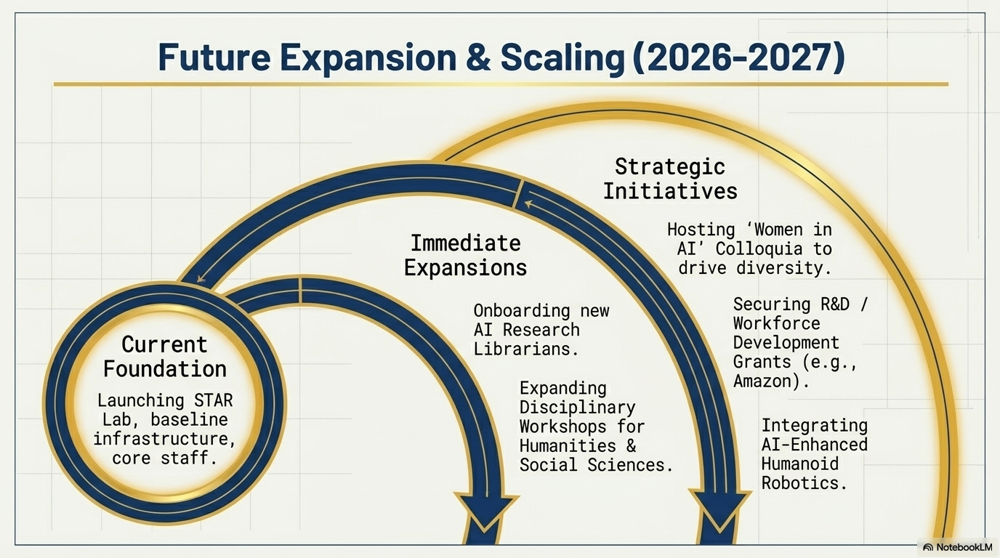 Future Expansion & Scaling (2026-2027)
Current
Foundation
Launching STAR
Lab, baseline
infrastructure,
core staff.
Immediate
Expansions
Onboarding new
AI Research
Librarians.
Expanding
Disciplinary
Workshops for
Humanities &
Social Sciences.
Strategic
Initiatives
Hosting ‘Women in
AI’ Colloquia to
drive diversity.
Securing R&D /
Workforce
Development
Grants (e.g.,
Amazon).
Integrating
AI-Enhanced
Humanoid
Robotics.
NotebookLM